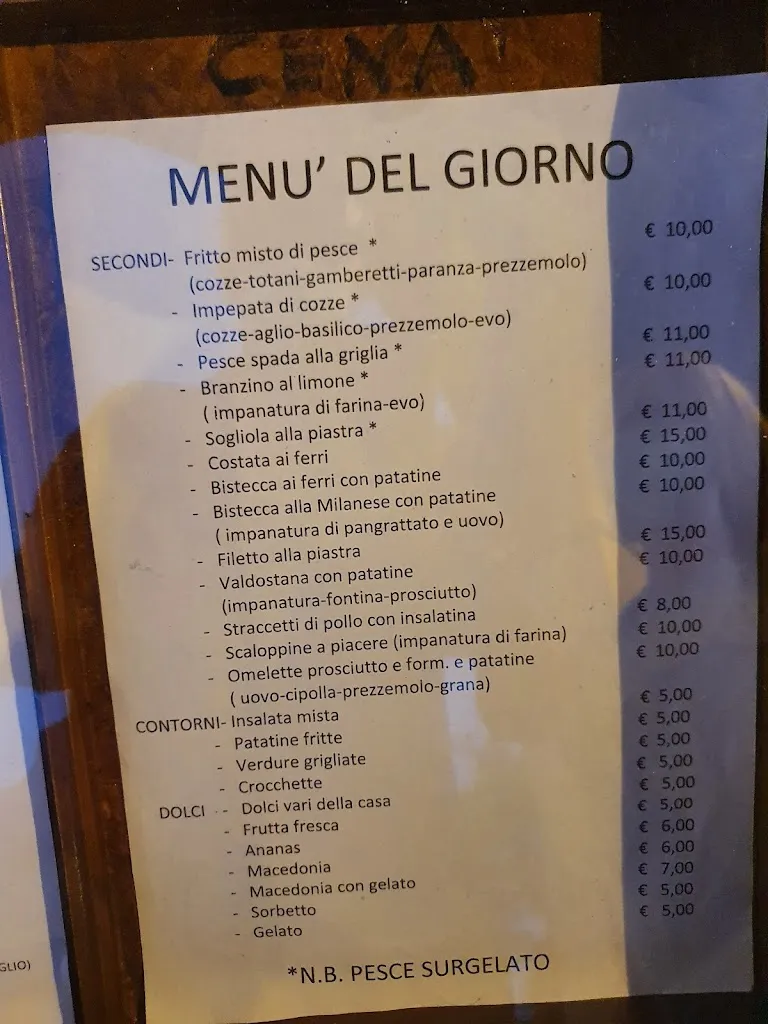 CENA
MENU' DEL GIORNO
SECONDI- Fritto misto di pesce * € 10,00
(cozze-totani-gamberetti-paranza-prezzemolo)
- Impepata di cozze * € 10,00
(cozze-aglio-basilico-prezzemolo-evo)
- Pesce spada alla griglia * € 11,00
- Branzino al limone * € 11,00
( impanatura di farina-evo)
- Sogliola alla piastra * € 11,00
- Costata ai ferri € 15,00
- Bistecca ai ferri con patatine € 10,00
- Bistecca alla Milanese con patatine € 10,00
( impanatura di pangrattato e uovo)
- Filetto alla piastra € 15,00
- Valdostana con patatine € 10,00
(impanatura-fontina-prosciutto)
- Straccetti di pollo con insalatina € 8,00
- Scaloppine a piacere (impanatura di farina) € 10,00
- Omelette prosciutto e form. e patatine € 10,00
( uovo-cipolla-prezzemolo-grana)
CONTORNI- Insalata mista € 5,00
- Patatine fritte € 5,00
- Verdure grigliate € 5,00
- Crocchette € 5,00
DOLCI - Dolci vari della casa € 5,00
- Frutta fresca € 5,00
- Ananas € 6,00
- Macedonia € 6,00
- Macedonia con gelato € 7,00
- Sorbetto € 5,00
- Gelato € 5,00
*N.B. PESCE SURGELATO
GLIO)